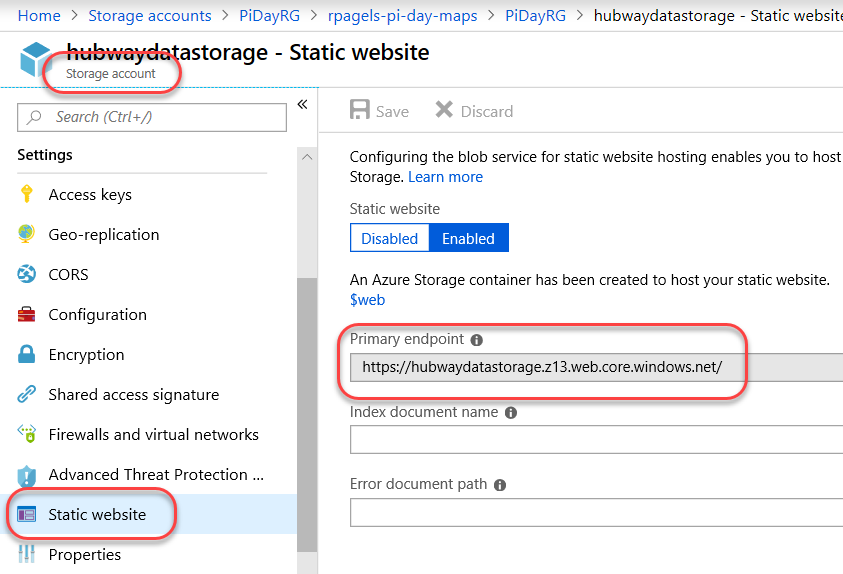 Home > Storage accounts > PiDayRG > rpagels-pi-day-maps > PiDayRG > hubwaydatastorage - Static website
hubwaydatastorage - Static website
Storage account
Search (Ctrl+/)
«
Save
Discard
Settings
Access keys
Geo-replication
CORS
Configuration
Encryption
Shared access signature
Firewalls and virtual networks
Advanced Threat Protection ...
Static website
Properties
Configuring the blob service for static website hosting enables you to host
Storage. Learn more
Static website
Disabled
Enabled
An Azure Storage container has been created to host your static website.
$web
Primary endpoint
https://hubwaydatastorage.z13.web.core.windows.net/
Index document name
Error document path